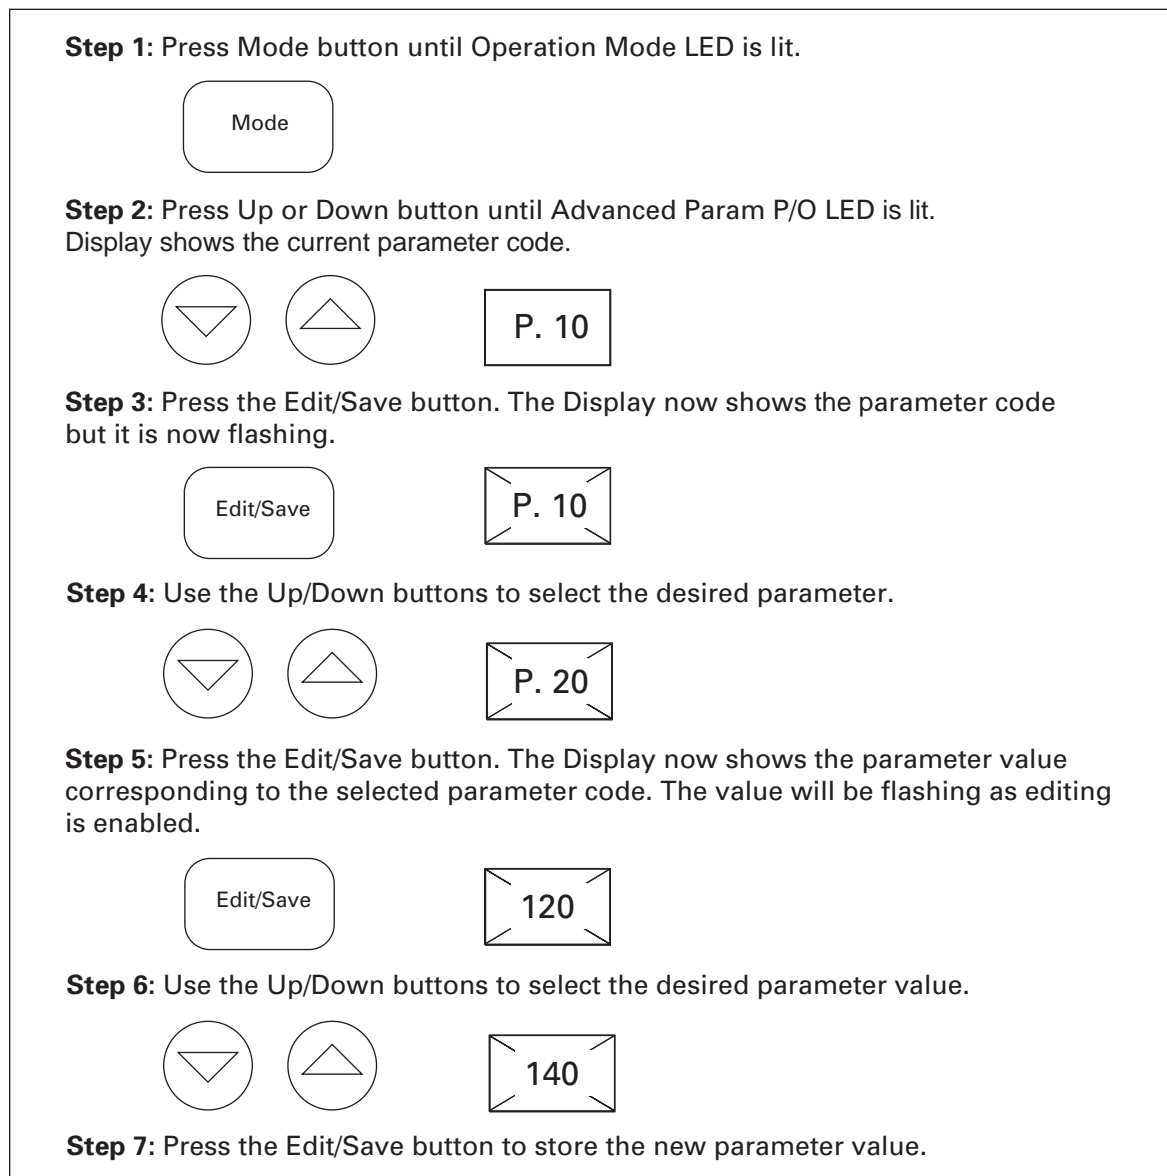 Step 1: Press Mode button until Operation Mode LED is lit.
Mode
Step 2: Press Up or Down button until Advanced Param P/O LED is lit.
Display shows the current parameter code.
P. 10
Step 3: Press the Edit/Save button. The Display now shows the parameter code
but it is now flashing.
Edit/Save
P. 10
Step 4: Use the Up/Down buttons to select the desired parameter.
P. 20
Step 5: Press the Edit/Save button. The Display now shows the parameter value
corresponding to the selected parameter code. The value will be flashing as editing
is enabled.
Edit/Save
120
Step 6: Use the Up/Down buttons to select the desired parameter value.
140
Step 7: Press the Edit/Save button to store the new parameter value.